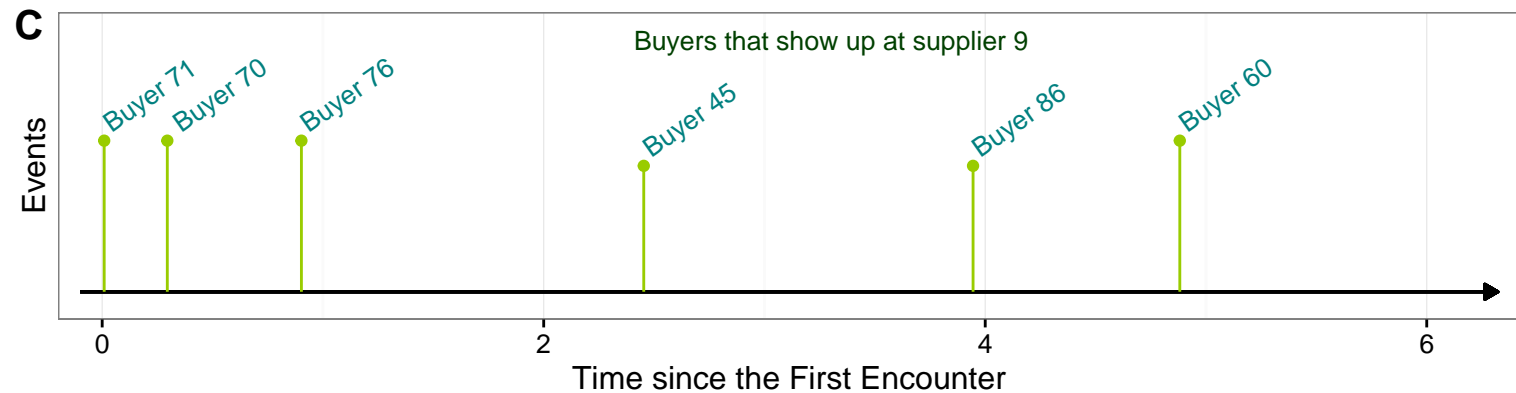 C
Buyers that show up at supplier 9
Buyer 71
Buyer 70
Buyer 76
Buyer 45
Buyer 86
Buyer 60
Events
0 2 4 6
Time since the First Encounter